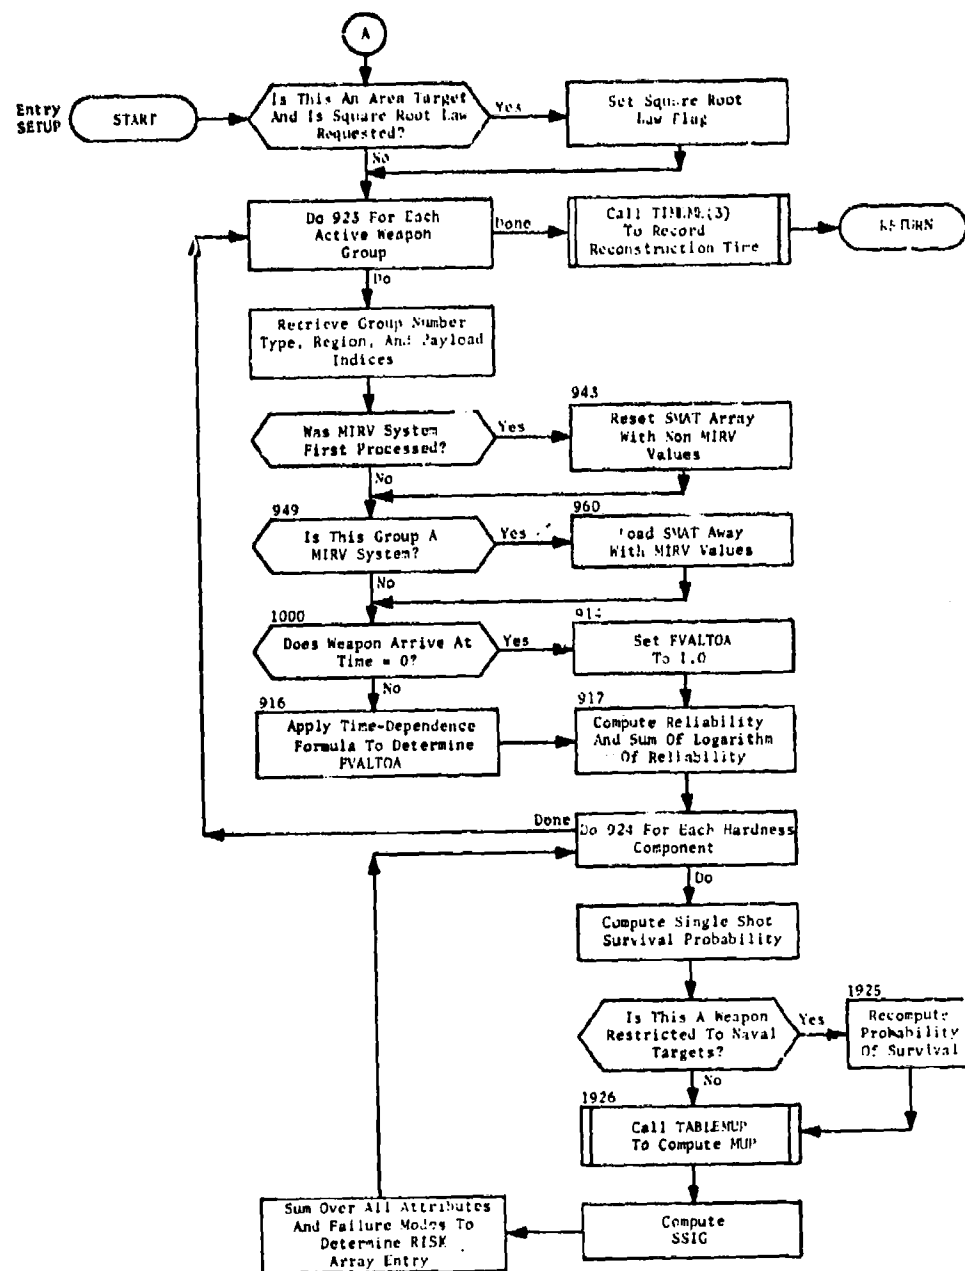 A
Entry
SETUP
START
Is This An Area Target
And Is Square Root Law
Requested?
Yes
Set Square Root
Law Flag
No
Do 923 For Each
Active Weapon
Group
Done
Call
To Record
Reconstruction Time
RETURN
Do
Retrieve Group Number
Type, Region, And Payload
Indices
Was MIRV System
First Processed?
Yes
943
Reset SMAT Array
With Non MIRV
Values
No
949
Is This Group A
MIRV System?
Yes
960
Load SMAT Away
With MIRV Values
No
1000
Does Weapon Arrive At
Time = 0?
Yes
914
Set FVALTOA
To 1.0
No
916
Apply Time-Dependence
Formula To Determine
FVALTOA
917
Compute Reliability
And Sum Of Logarithm
Of Reliability
Done
Do 924 For Each Hardness
Component
Do
Compute Single Shot
Survival Probability
Is This A Weapon
Restricted To Naval
Targets?
Yes
1925
Recompute
Probability
Of Survival
No
1926
Call TABLEMUP
To Compute MUP
Compute
SSIG
Sum Over All Attributes
And Failure Modes To
Determine RISK
Array Entry